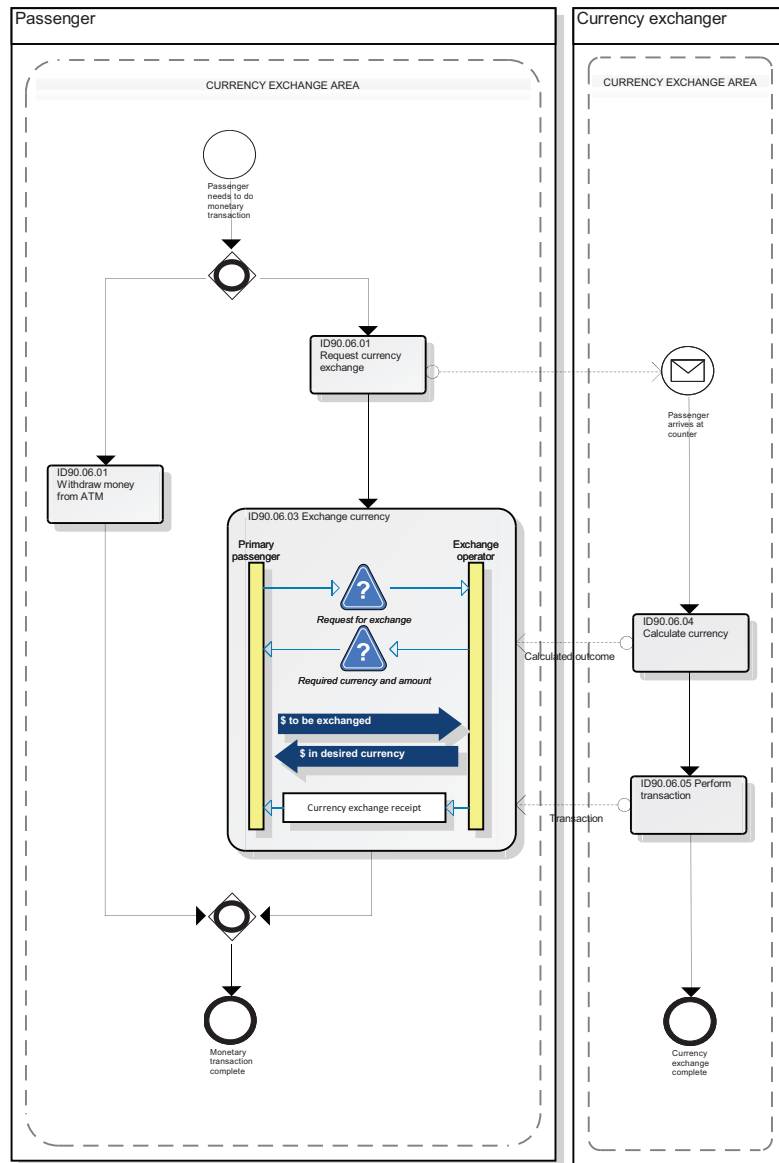 Passenger
Currency exchanger
CURRENCY EXCHANGE AREA
CURRENCY EXCHANGE AREA
Passenger
needs to do
monetary
transaction
ID90.06.01
Request currency
exchange
Passenger
arrives at
counter
ID90.06.01
Withdraw money
from ATM
ID90.06.03 Exchange currency
Primary
passenger
Exchange
operator
?
Request for exchange
?
Required currency and amount
ID90.06.04
Calculate currency
Calculated outcome
$ to be exchanged
$ in desired currency
ID90.06.05 Perform
transaction
Currency exchange receipt
Transaction
Monetary
transaction
complete
Currency
exchange
complete